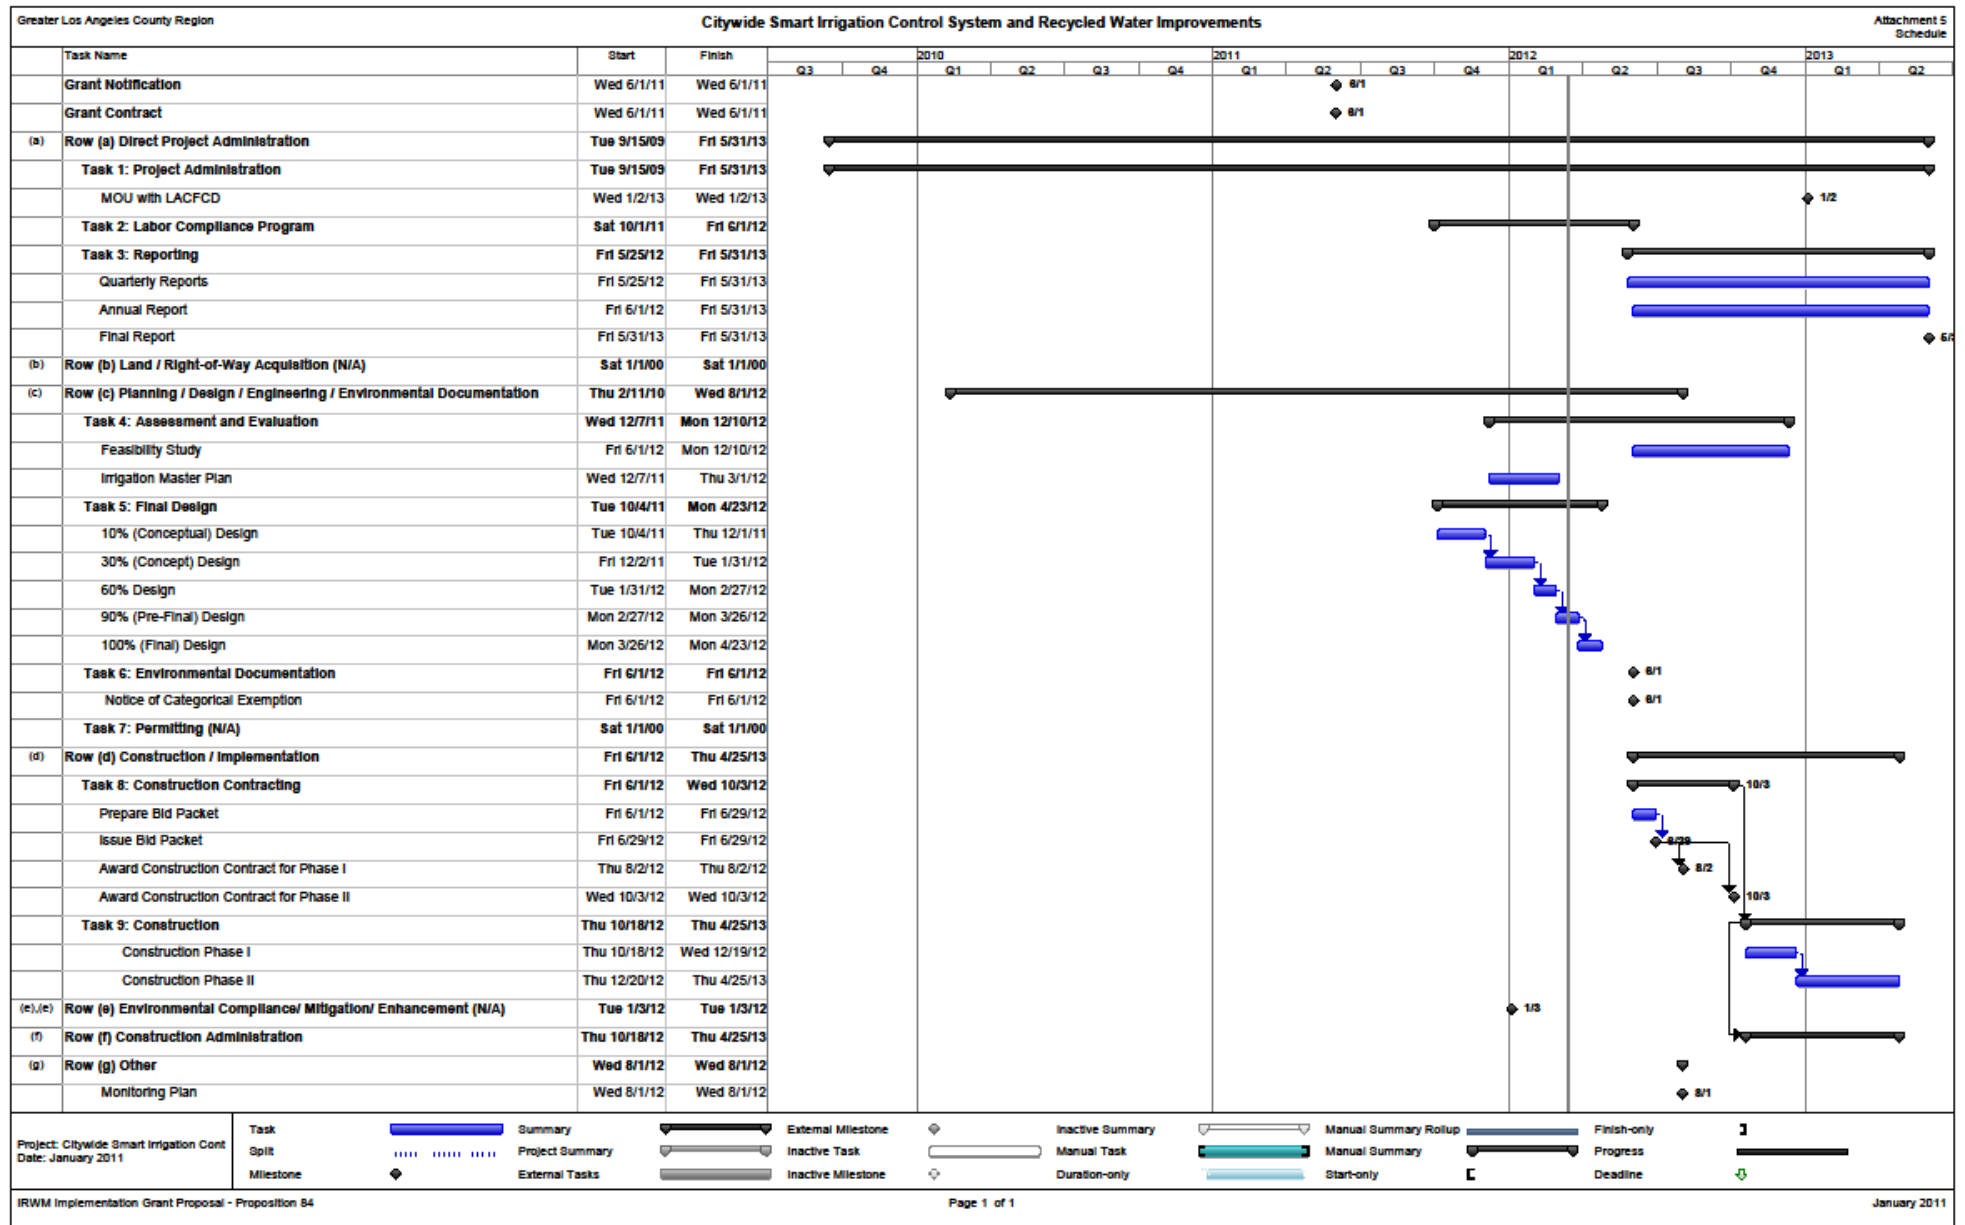 Greater Los Angeles County Region
Citywide Smart Irrigation Control System and Recycled Water Improvements
Attachment 5
Schedule
Task Name Start Finish 2010 2011 2012 2013
Q3 Q4 Q1 Q2 Q3 Q4 Q1 Q2 Q3 Q4 Q1 Q2 Q3 Q4 Q1 Q2
Grant Notification Wed 6/1/11 Wed 6/1/11 6/1
Grant Contract Wed 6/1/11 Wed 6/1/11 6/1
(a) Row (a) Direct Project Administration Tue 9/15/09 Fri 5/31/13
Task 1: Project Administration Tue 9/15/09 Fri 5/31/13
MOU with LACFCD Wed 1/2/13 Wed 1/2/13 1/2
Task 2: Labor Compliance Program Sat 10/1/11 Fri 6/1/12
Task 3: Reporting Fri 5/25/12 Fri 5/31/13
Quarterly Reports Fri 5/25/12 Fri 5/31/13
Annual Report Fri 6/1/12 Fri 5/31/13
Final Report Fri 5/31/13 Fri 5/31/13
(b) Row (b) Land / Right-of-Way Acquisition (N/A) Sat 1/1/00 Sat 1/1/00
(c) Row (c) Planning / Design / Engineering / Environmental Documentation Thu 2/11/10 Wed 8/1/12
Task 4: Assessment and Evaluation Wed 12/7/11 Mon 12/10/12
Feasibility Study Fri 6/1/12 Mon 12/10/12
Irrigation Master Plan Wed 12/7/11 Thu 3/1/12
Task 5: Final Design Tue 10/4/11 Mon 4/23/12
10% (Conceptual) Design Tue 10/4/11 Thu 12/1/11
30% (Concept) Design Fri 12/2/11 Tue 1/31/12
60% Design Tue 1/31/12 Mon 2/27/12
90% (Pre-Final) Design Mon 2/27/12 Mon 3/26/12
100% (Final) Design Mon 3/26/12 Mon 4/23/12
Task 6: Environmental Documentation Fri 6/1/12 Fri 6/1/12 6/1
Notice of Categorical Exemption Fri 6/1/12 Fri 6/1/12 6/1
Task 7: Permitting (N/A) Sat 1/1/00 Sat 1/1/00
(d) Row (d) Construction / Implementation Fri 6/1/12 Thu 4/25/13
Task 8: Construction Contracting Fri 6/1/12 Wed 10/3/12 10/3
Prepare Bid Packet Fri 6/1/12 Fri 6/29/12
Issue Bid Packet Fri 6/29/12 Fri 6/29/12 6/29
Award Construction Contract for Phase I Thu 8/2/12 Thu 8/2/12 8/2
Award Construction Contract for Phase II Wed 10/3/12 Wed 10/3/12 10/3
Task 9: Construction Thu 10/18/12 Thu 4/25/13
Construction Phase I Thu 10/18/12 Wed 12/19/12
Construction Phase II Thu 12/20/12 Thu 4/25/13
(e),(e) Row (e) Environmental Compliance/ Mitigation/ Enhancement (N/A) Tue 1/3/12 Tue 1/3/12 1/3
(f) Row (f) Construction Administration Thu 10/18/12 Thu 4/25/13
(g) Row (g) Other Wed 8/1/12 Wed 8/1/12
Monitoring Plan Wed 8/1/12 Wed 8/1/12 8/1
Project: Citywide Smart Irrigation Cont
Date: January 2011
Task Summary External Milestone Inactive Summary Manual Summary Rollup Finish-only
Split Project Summary Inactive Task Manual Task Manual Summary Progress
Milestone External Tasks Inactive Milestone Duration-only Start-only Deadline
IRWM Implementation Grant Proposal - Proposition 84
Page 1 of 1
January 2011